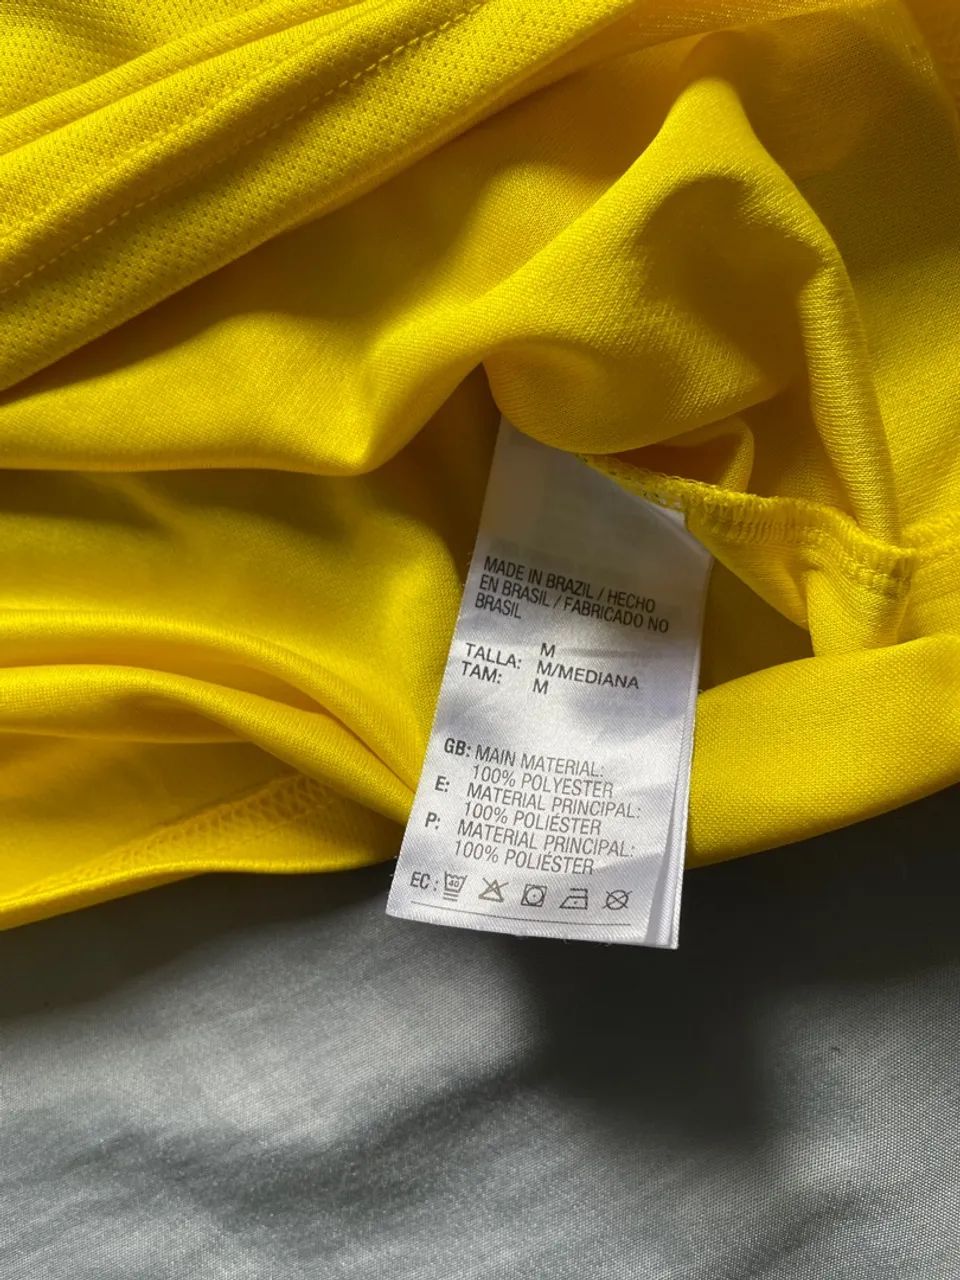 MADE IN BRAZIL / HECHO
EN BRASIL / FABRICADO NO
BRASIL
M
TALLA: M/MEDIANA
TAM: M
GB: MAIN MATERIAL:
100% POLYESTER
E: MATERIAL PRINCIPAL:
100% POLIÉSTER
P: MATERIAL PRINCIPAL:
100% POLIÉSTER
EC: 40